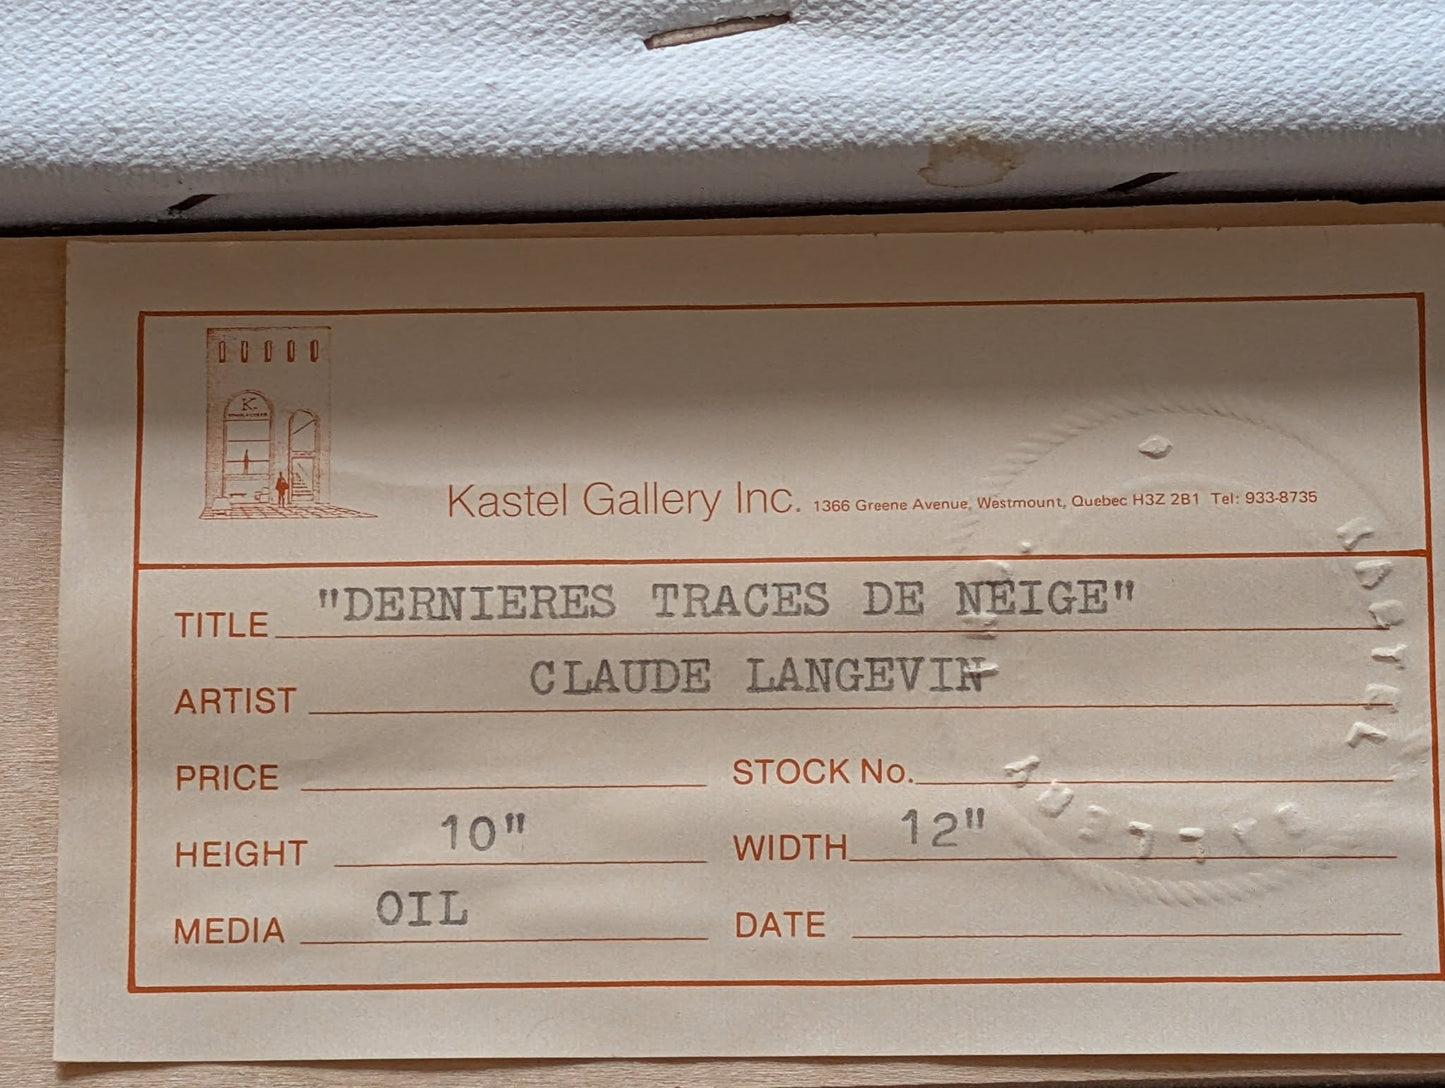 K.
Kastel Gallery Inc. 1366 Greene Avenue, Westmount, Quebec H3Z 2B1 Tel: 933-8735
TITLE "DERNIERES TRACES DE NEIGE"
ARTIST CLAUDE LANGEVIN
PRICE STOCK No.
HEIGHT 10" WIDTH 12"
MEDIA OIL DATE